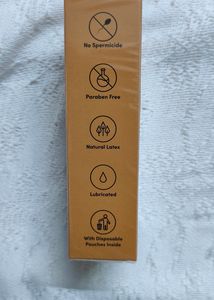 No Spermicide
Paraben Free
Natural Latex
Lubricated
With Disposable
Pouches Inside